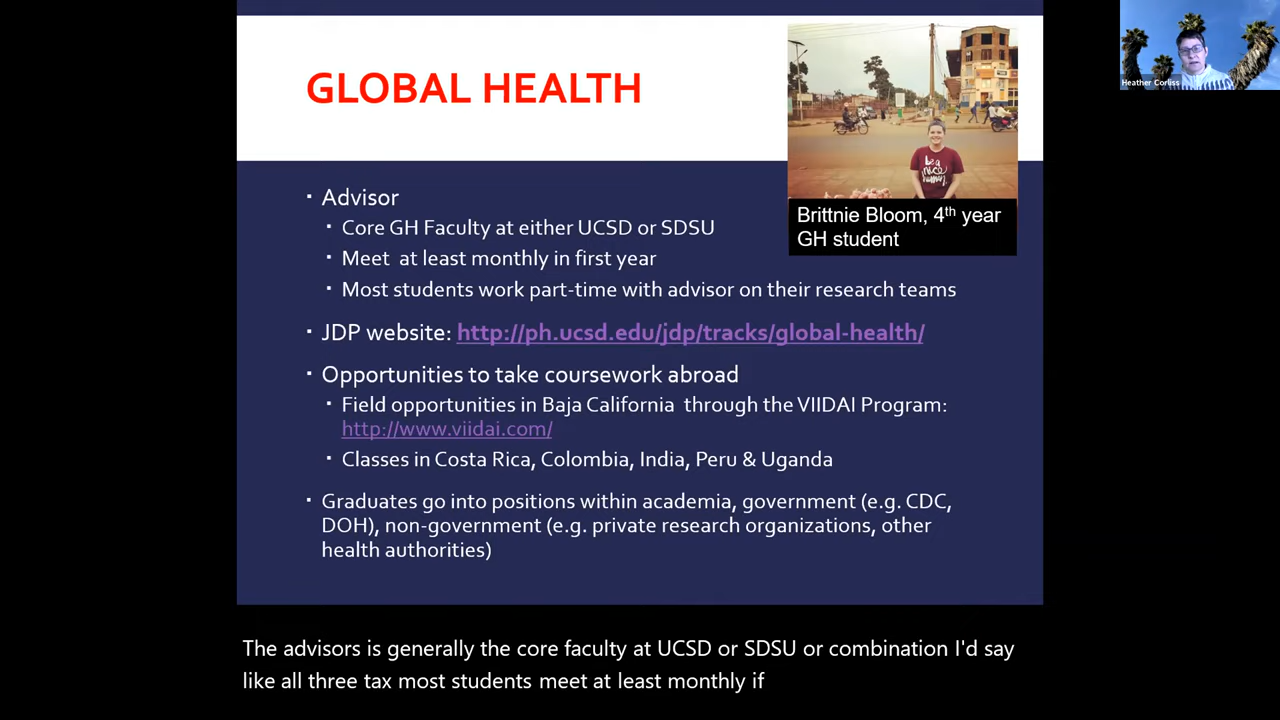 GLOBAL HEALTH
be a
nice
human.
Brittnie Bloom, 4th year
GH student
Heather Corliss
▪ Advisor
▪ Core GH Faculty at either UCSD or SDSU
▪ Meet at least monthly in first year
▪ Most students work part-time with advisor on their research teams
▪ JDP website: http://ph.ucsd.edu/jdp/tracks/global-health/
▪ Opportunities to take coursework abroad
▪ Field opportunities in Baja California through the VIIDAI Program:
http://www.viidai.com/
▪ Classes in Costa Rica, Colombia, India, Peru & Uganda
▪ Graduates go into positions within academia, government (e.g. CDC,
DOH), non-government (e.g. private research organizations, other
health authorities)
The advisors is generally the core faculty at UCSD or SDSU or combination I'd say
like all three tax most students meet at least monthly if